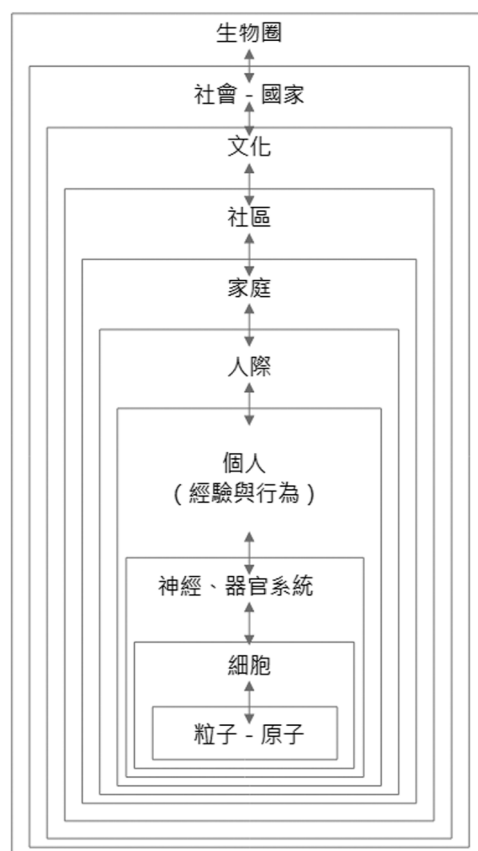 生物圈
社會 - 國家
文化
社區
家庭
人際
個人
(經驗與行為)
神經、器官系統
細胞
粒子 - 原子